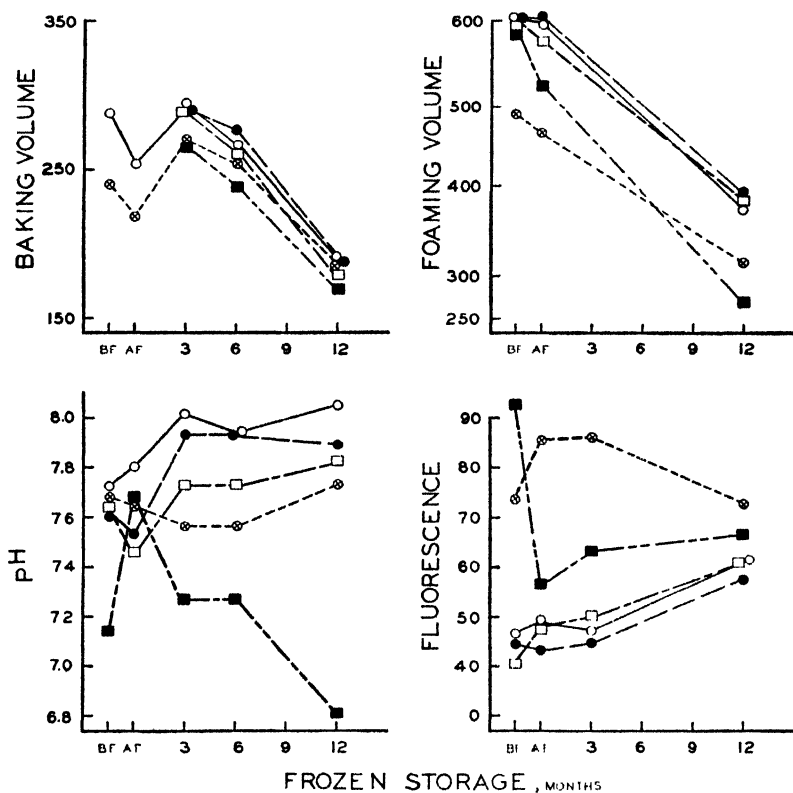 350
250
150
BAKING VOLUME
BF AF 3 6 9 12
600
500
400
300
250
FOAMING VOLUME
BF AF 3 6 9 12
8.0
7.8
7.6
7.4
7.2
7.0
6.8
pH
BF AF 3 6 9 12
90
80
70
60
50
40
0
FLUORESCENCE
BF AF 3 6 9 12
FROZEN STORAGE, MONTHS